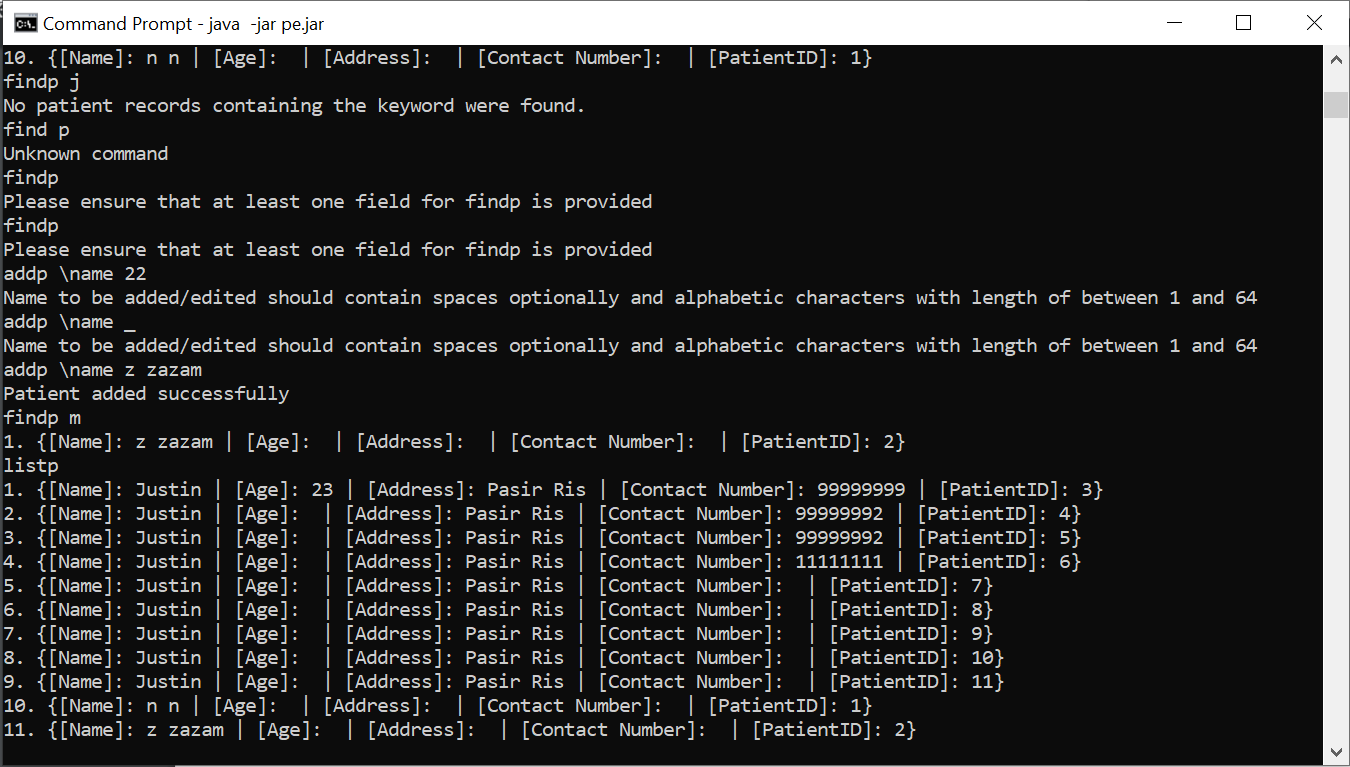 Command Prompt - java  -jar pe.jar
10. {[Name]: n n | [Age]:  | [Address]:  | [Contact Number]:  | [PatientID]: 1}
findp j
No patient records containing the keyword were found.
find p
Unknown command
findp
Please ensure that at least one field for findp is provided
findp
Please ensure that at least one field for findp is provided
addp \name 22
Name to be added/edited should contain spaces optionally and alphabetic characters with length of between 1 and 64
addp \name _
Name to be added/edited should contain spaces optionally and alphabetic characters with length of between 1 and 64
addp \name z zazam
Patient added successfully
findp m
1. {[Name]: z zazam | [Age]:  | [Address]:  | [Contact Number]:  | [PatientID]: 2}
listp
1. {[Name]: Justin | [Age]: 23 | [Address]: Pasir Ris | [Contact Number]: 99999999 | [PatientID]: 3}
2. {[Name]: Justin | [Age]:  | [Address]: Pasir Ris | [Contact Number]: 99999992 | [PatientID]: 4}
3. {[Name]: Justin | [Age]:  | [Address]: Pasir Ris | [Contact Number]: 99999992 | [PatientID]: 5}
4. {[Name]: Justin | [Age]:  | [Address]: Pasir Ris | [Contact Number]: 11111111 | [PatientID]: 6}
5. {[Name]: Justin | [Age]:  | [Address]: Pasir Ris | [Contact Number]:  | [PatientID]: 7}
6. {[Name]: Justin | [Age]:  | [Address]: Pasir Ris | [Contact Number]:  | [PatientID]: 8}
7. {[Name]: Justin | [Age]:  | [Address]: Pasir Ris | [Contact Number]:  | [PatientID]: 9}
8. {[Name]: Justin | [Age]:  | [Address]: Pasir Ris | [Contact Number]:  | [PatientID]: 10}
9. {[Name]: Justin | [Age]:  | [Address]: Pasir Ris | [Contact Number]:  | [PatientID]: 11}
10. {[Name]: n n | [Age]:  | [Address]:  | [Contact Number]:  | [PatientID]: 1}
11. {[Name]: z zazam | [Age]:  | [Address]:  | [Contact Number]:  | [PatientID]: 2}